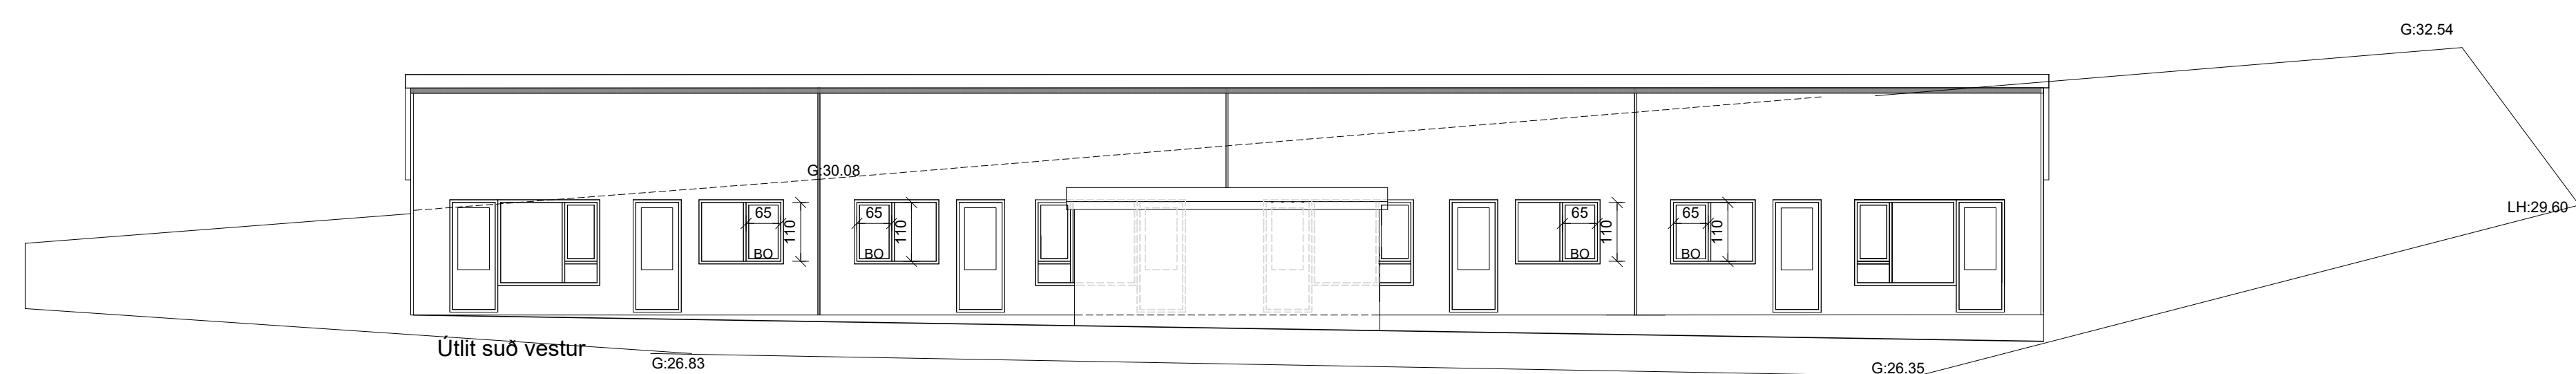 G:32.54
G:30.08
65
110
BO
65
110
BO
65
110
BO
65
110
BO
LH:29.60
Útlit suð vestur
G:26.83
G:26.35